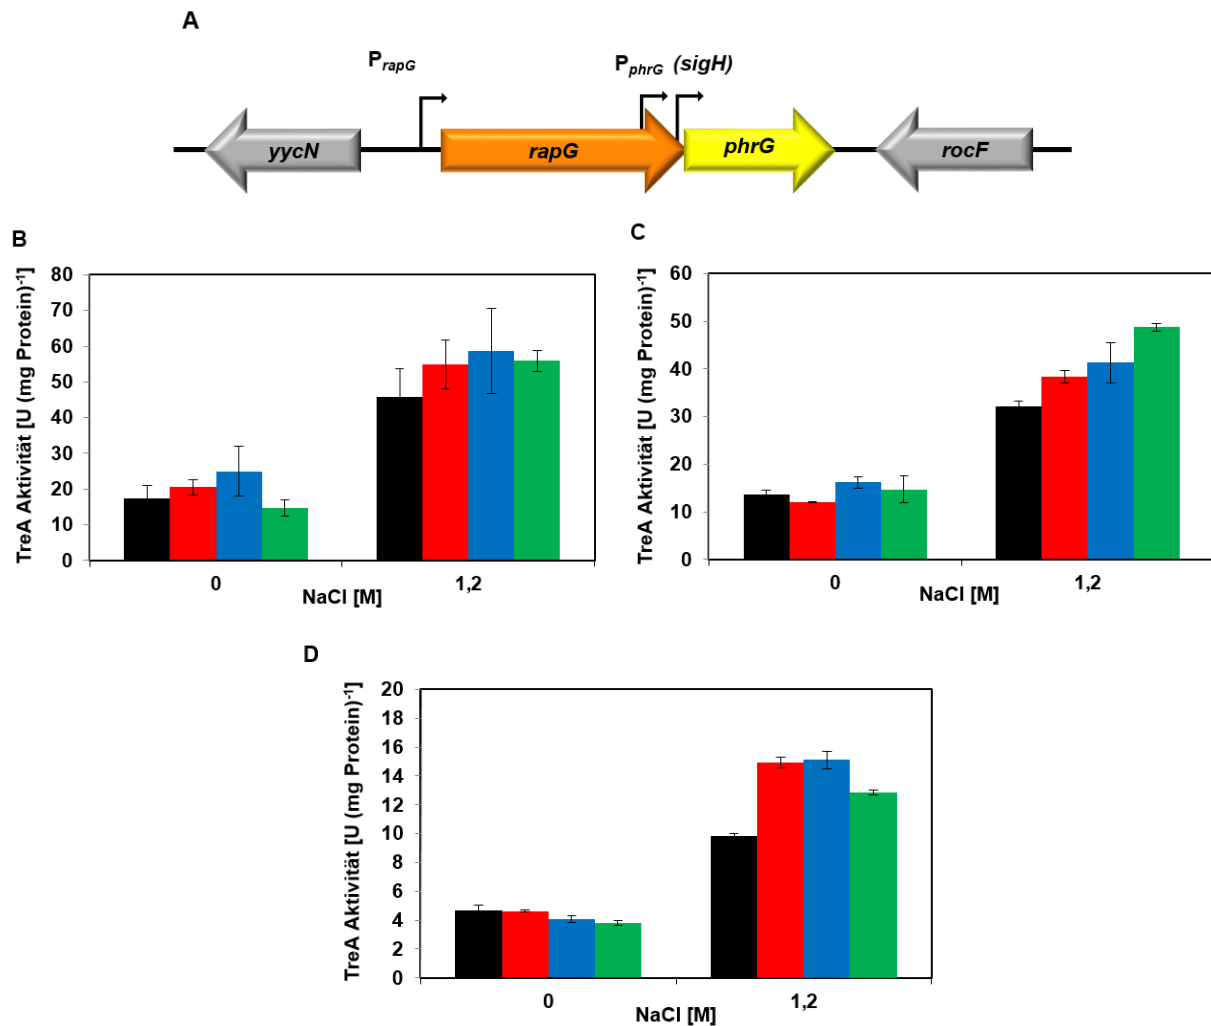 A
PrapG
PphrG (sigH)
yycN
rapG
phrG
rocF
B
TreA Aktivität [U (mg Protein)-1]
80
70
60
50
40
30
20
10
0
0
1,2
NaCl [M]
C
TreA Aktivität [U (mg Protein)-1]
60
50
40
30
20
10
0
0
1,2
NaCl [M]
D
TreA Aktivität [U (mg Protein)-1]
20
18
16
14
12
10
8
6
4
2
0
0
1,2
NaCl [M]